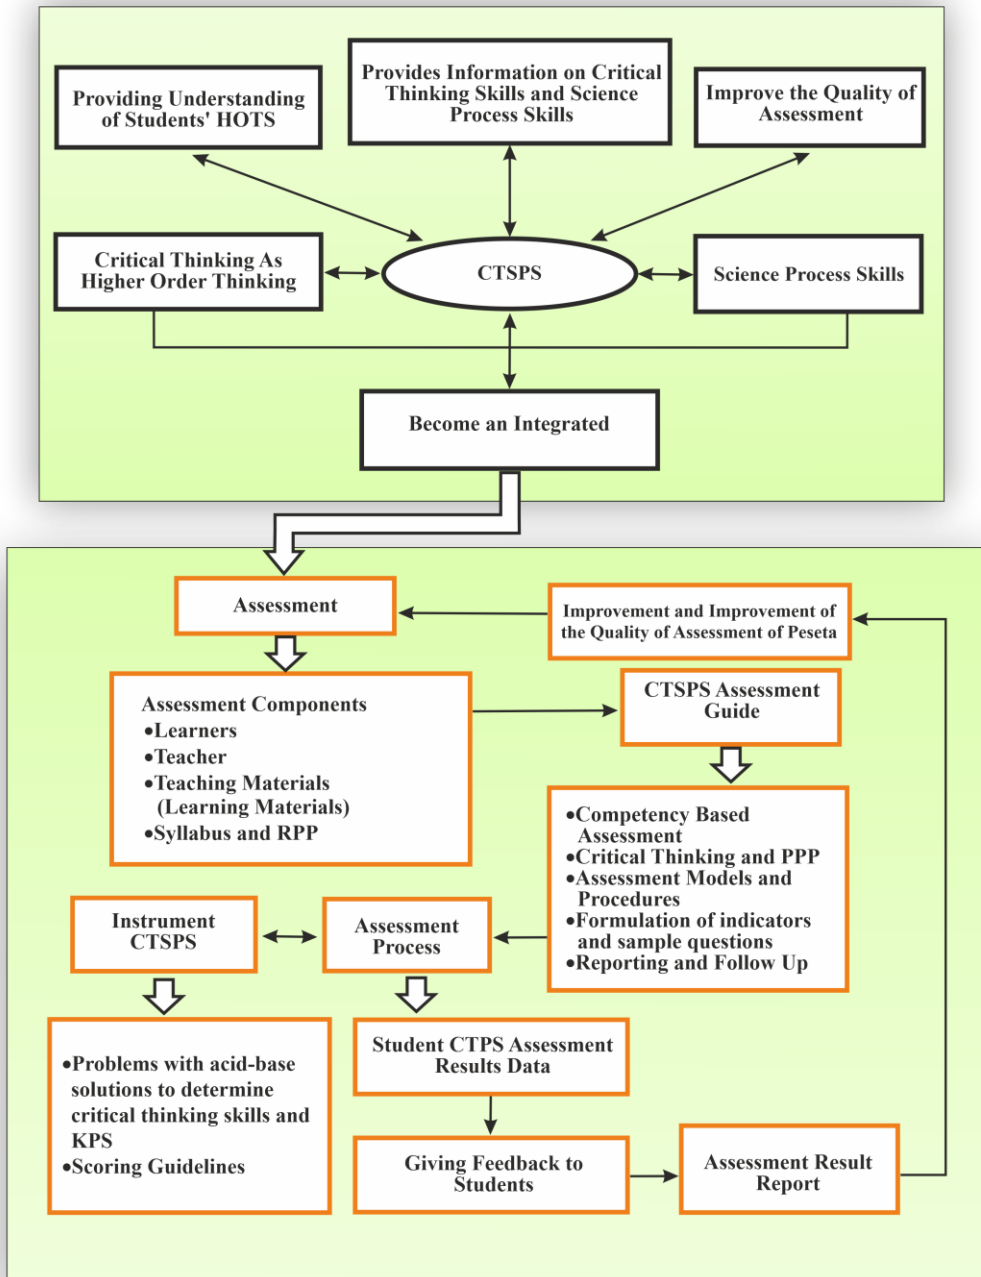 Provides Information on Critical
Thinking Skills and Science
Process Skills
Providing Understanding
of Students' HOTS
Improve the Quality of
Assessment
Critical Thinking As
Higher Order Thinking
CTSPS
Science Process Skills
Become an Integrated
Assessment
Improvement and Improvement of
the Quality of Assessment of Peseta
Assessment Components
•Learners
•Teacher
•Teaching Materials
(Learning Materials)
•Syllabus and RPP
CTSPS Assessment
Guide
•Competency Based
Assessment
•Critical Thinking and PPP
•Assessment Models and
Procedures
•Formulation of indicators
and sample questions
•Reporting and Follow Up
Instrument
CTSPS
Assessment
Process
•Problems with acid-base
solutions to determine
critical thinking skills and
KPS
•Scoring Guidelines
Student CTPS Assessment
Results Data
Giving Feedback to
Students
Assessment Result
Report